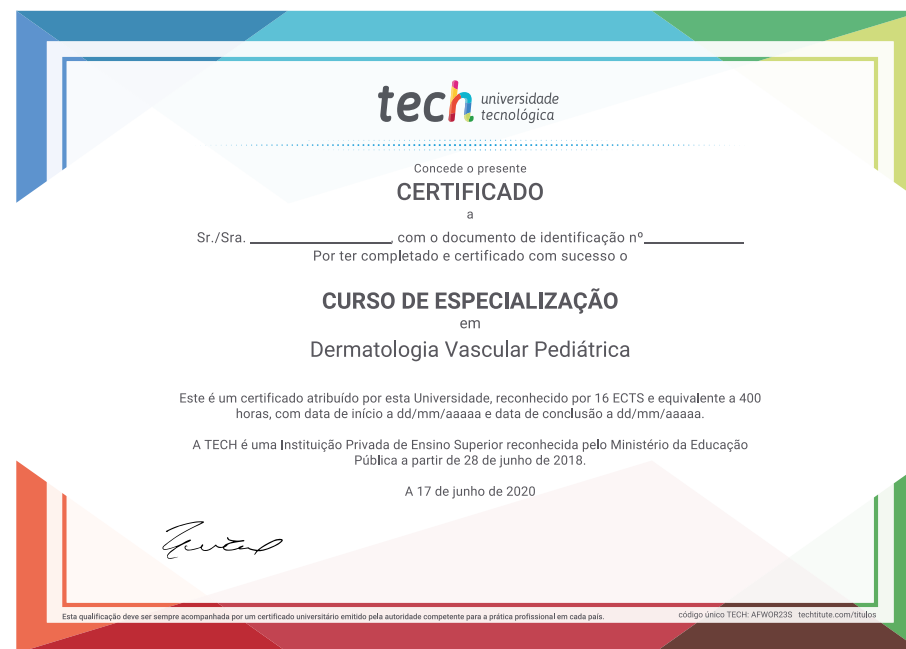 tech universidade
tecnológica
Concede o presente
CERTIFICADO
a
Sr./Sra. ____________________, com o documento de identificação nº______________
Por ter completado e certificado com sucesso o
CURSO DE ESPECIALIZAÇÃO
em
Dermatologia Vascular Pediátrica
Este é um certificado atribuído por esta Universidade, reconhecido por 16 ECTS e equivalente a 400
horas, com data de início a dd/mm/aaaaa e data de conclusão a dd/mm/aaaaa.
A TECH é uma Instituição Privada de Ensino Superior reconhecida pelo Ministério da Educação
Pública a partir de 28 de junho de 2018.
A 17 de junho de 2020
Esta qualificação deve ser sempre acompanhada por um certificado universitário emitido pela autoridade competente para a prática profissional em cada país.
código único TECH: AFWOR23S techtitute.com/titulos